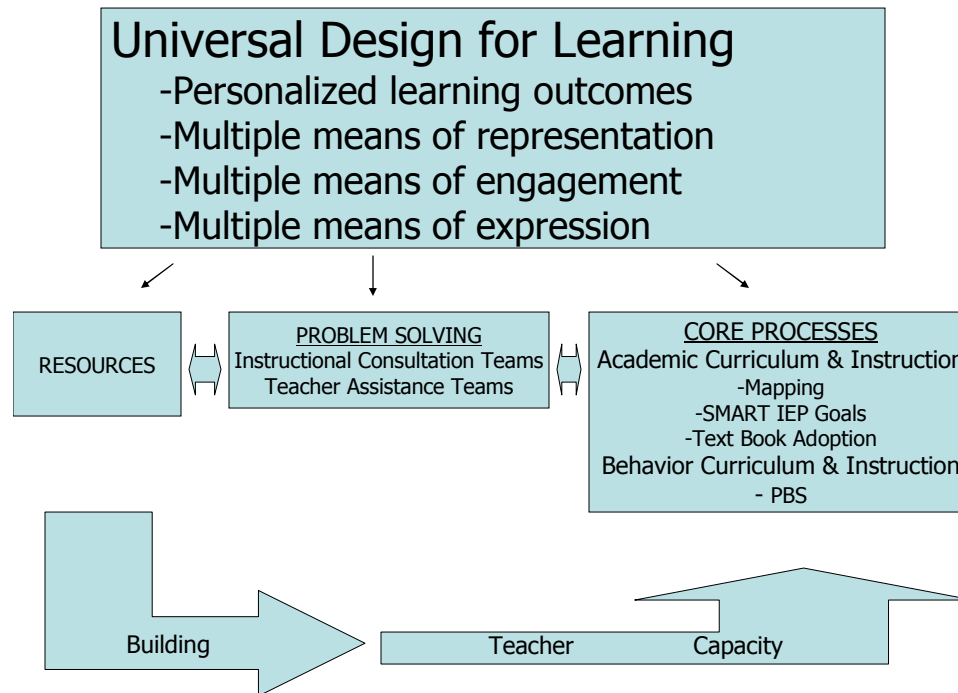 Universal Design for Learning
-Personalized learning outcomes
-Multiple means of representation
-Multiple means of engagement
-Multiple means of expression
RESOURCES
PROBLEM SOLVING
Instructional Consultation Teams
Teacher Assistance Teams
CORE PROCESSES
Academic Curriculum & Instruction
-Mapping
-SMART IEP Goals
-Text Book Adoption
Behavior Curriculum & Instruction
- PBS
Building
Teacher
Capacity